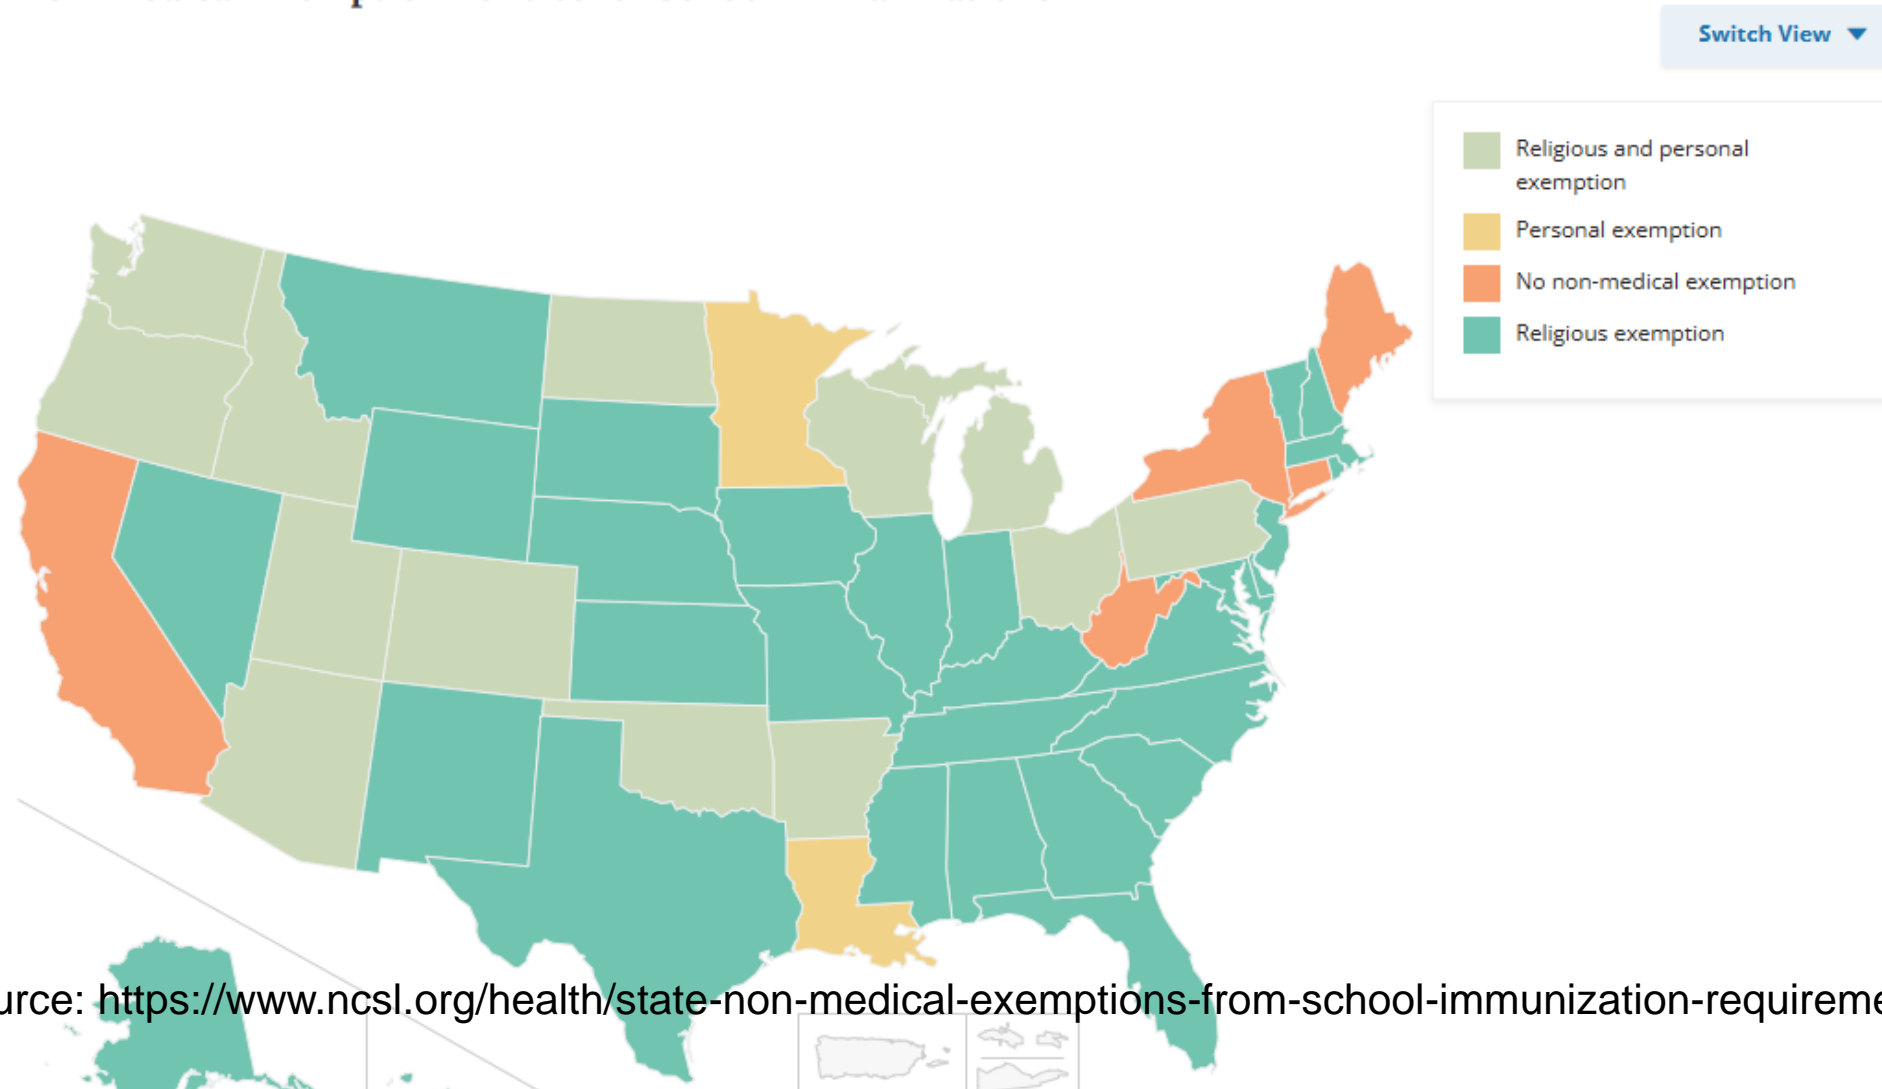 Switch View
Religious and personal
exemption
Personal exemption
No non-medical exemption
Religious exemption
https://www.ncsl.org/health/state-non-medical-exemptions-from-school-immunization-requireme